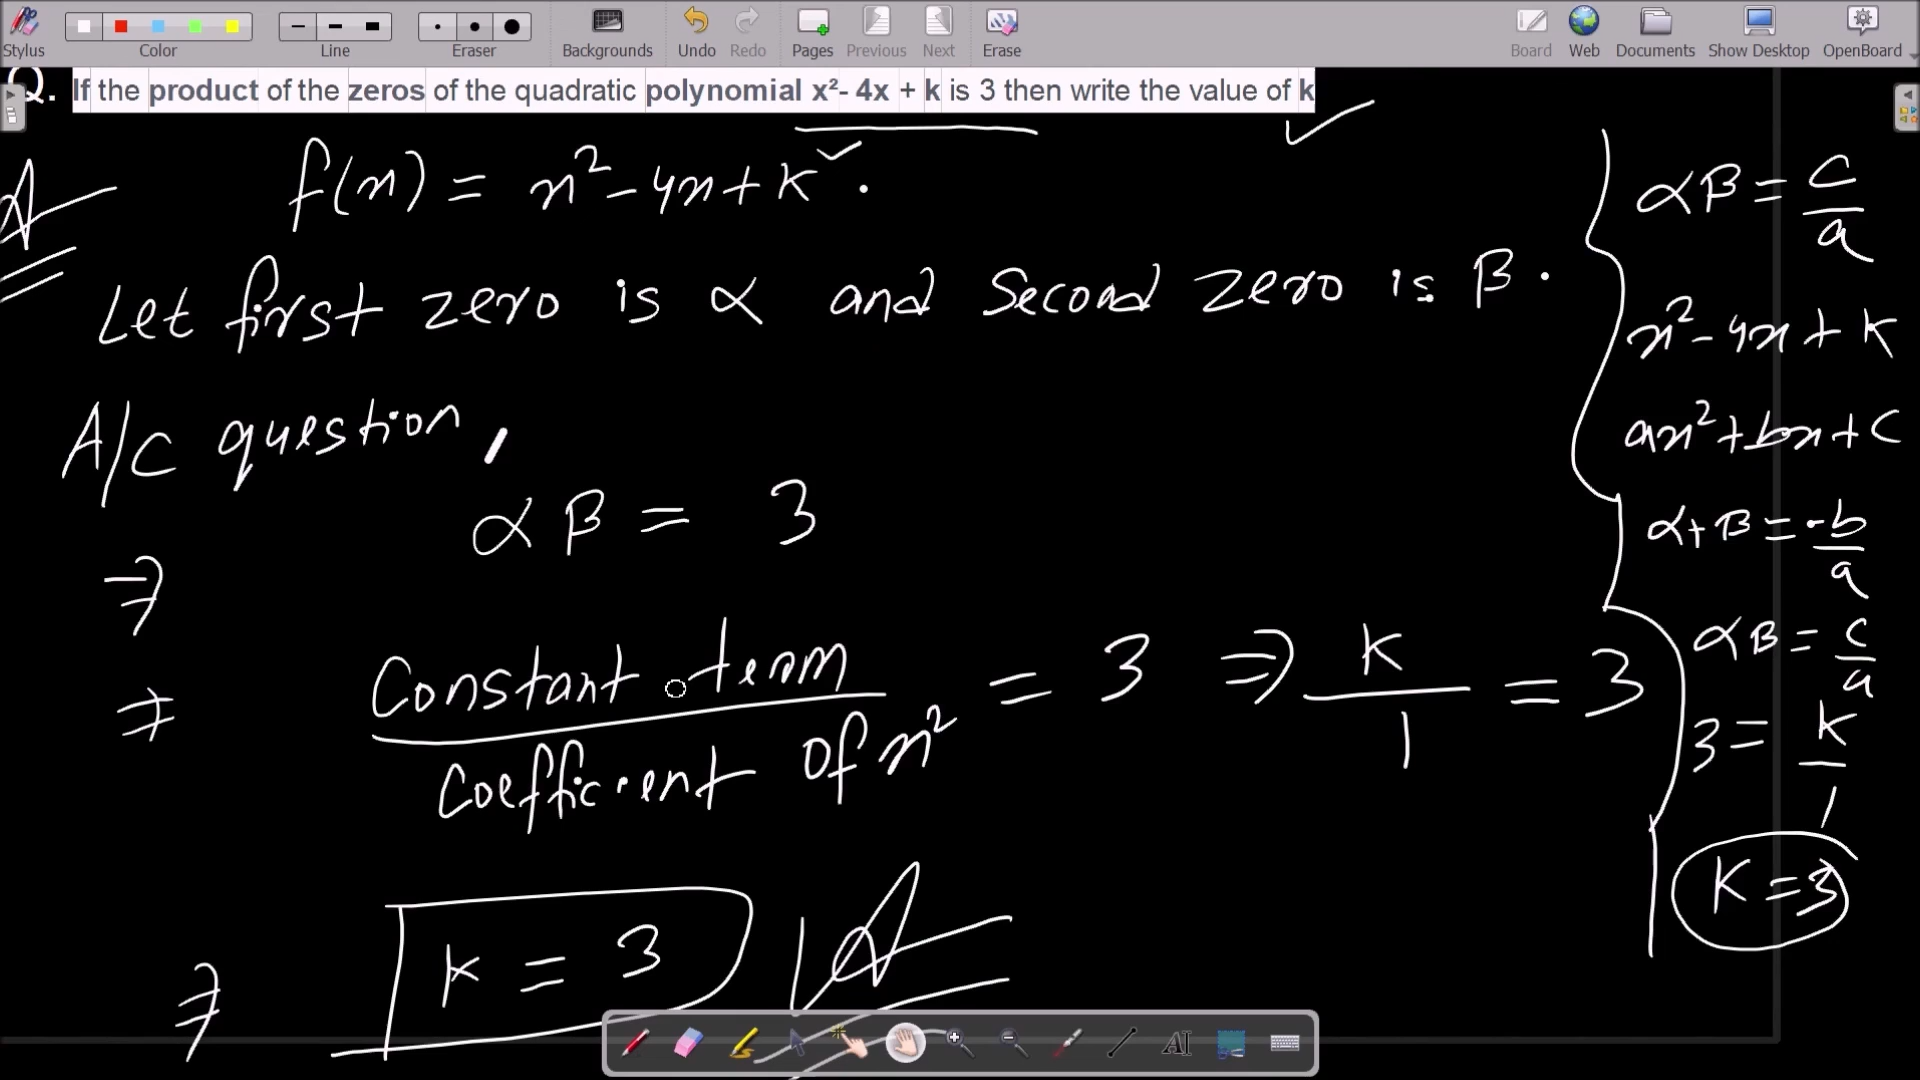 Stylus Color Line Eraser Backgrounds Undo Redo Pages Previous Next Erase Board Web Documents Show Desktop OpenBoard
Q. If the product of the zeros of the quadratic polynomial x²- 4x + k is 3 then write the value of k
f(x) = x² - 4x + k .
Let first zero is α and Second zero is β .
A/C question,
αβ = 3
⇒
⇒ Constant term / Coefficient of x² = 3 ⇒ k / 1 = 3
⇒ k = 3
αβ = c / a
x² - 4x + k
ax² + bx + c
α + β = -b / a
αβ = c / a
3 = k / 1
k = 3
AI